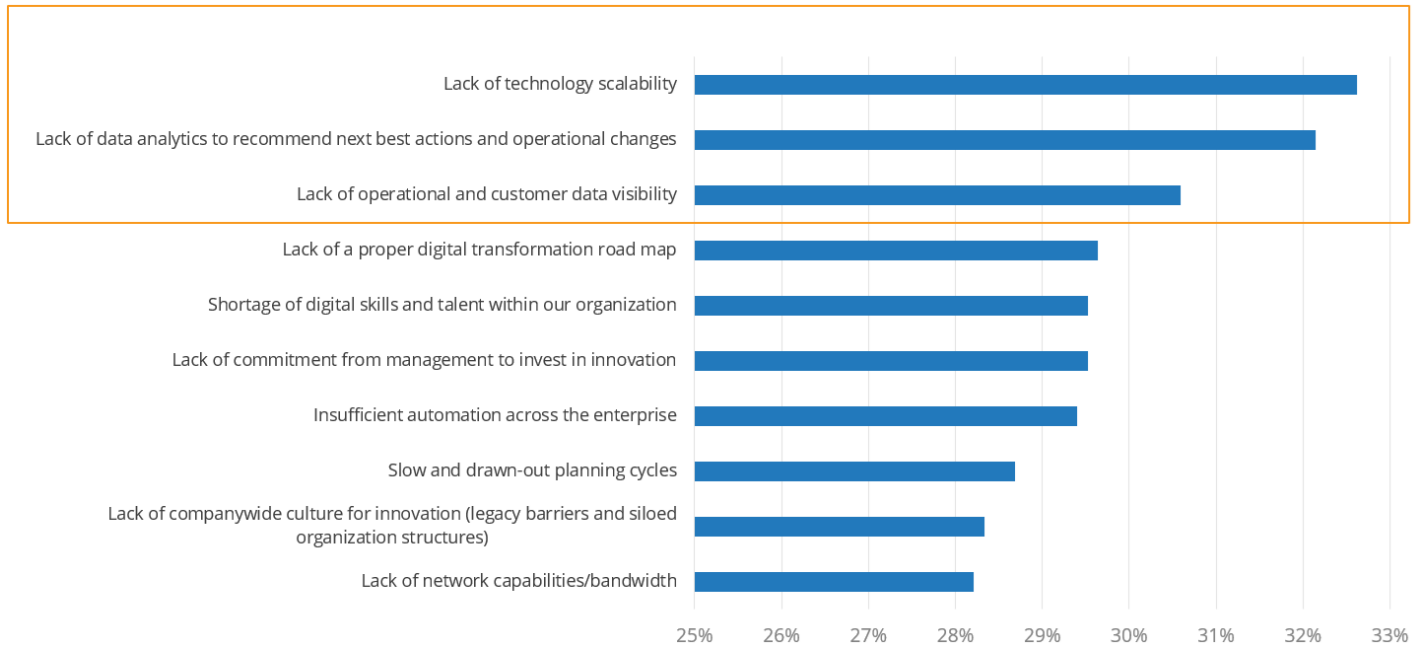 Lack of technology scalability
Lack of data analytics to recommend next best actions and operational changes
Lack of operational and customer data visibility
Lack of a proper digital transformation road map
Shortage of digital skills and talent within our organization
Lack of commitment from management to invest in innovation
Insufficient automation across the enterprise
Slow and drawn-out planning cycles
Lack of companywide culture for innovation (legacy barriers and siloed
organization structures)
Lack of network capabilities/bandwidth
25% 26% 27% 28% 29% 30% 31% 32% 33%